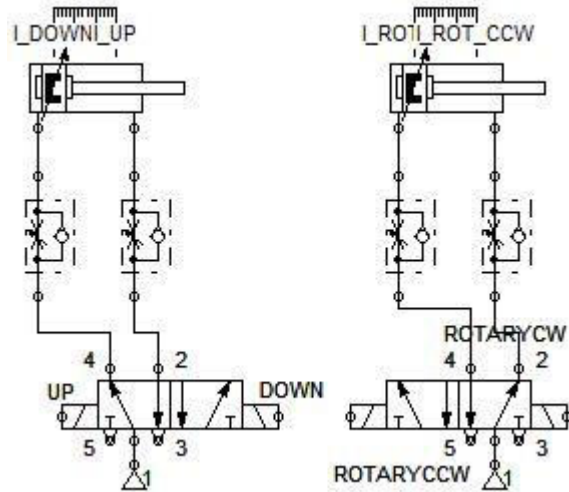 I_DOWNI_UP
I_ROTI_ROT_CCW
ROTARYCW
4 2
4 2
UP DOWN
5 3
5 3
ROTARYCCW
1
1